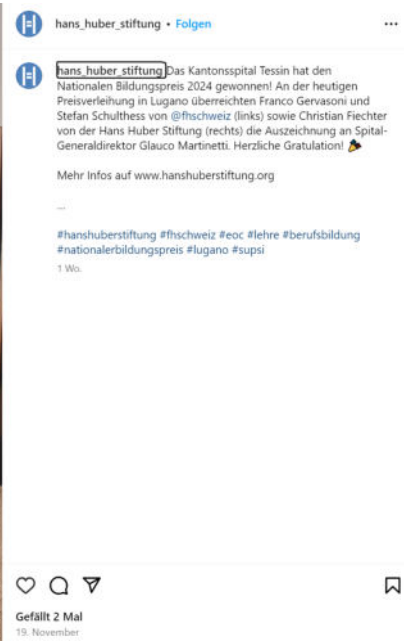 hans_huber_stiftung • Folgen
hans_huber_stiftung Das Kantonsspital Tessin hat den
Nationalen Bildungspreis 2024 gewonnen! An der heutigen
Preisverleihung in Lugano überreichten Franco Gervasoni und
Stefan Schulthess von @fhschweiz (links) sowie Christian Fiechter
von der Hans Huber Stiftung (rechts) die Auszeichnung an Spital-
Generaldirektor Glauco Martinetti. Herzliche Gratulation! 🎉
Mehr Infos auf www.hanshuberstiftung.org
...
#hanshuberstiftung #fhschweiz #eoc #lehre #berufsbildung
#nationalerbildungspreis #lugano #supsi
1 Wo.
Gefällt 2 Mal
19. November